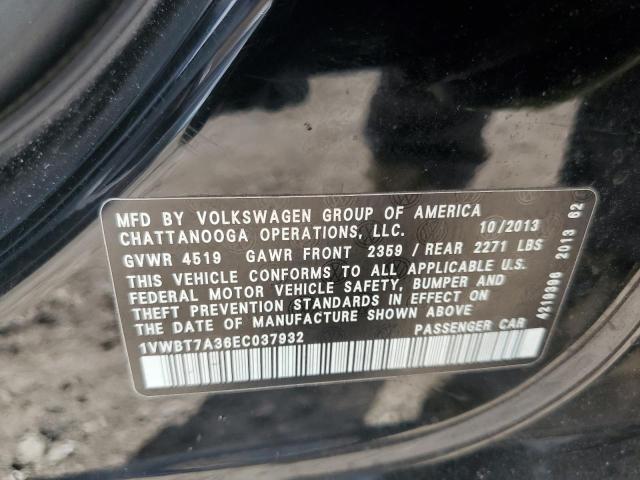 MFD BY VOLKSWAGEN GROUP OF AMERICA
CHATTANOOGA OPERATIONS, LLC. 10/2013
GVWR 4519 GAWR FRONT 2359 / REAR 2271 LBS
THIS VEHICLE CONFORMS TO ALL APPLICABLE U.S.
FEDERAL MOTOR VEHICLE SAFETY, BUMPER AND
THEFT PREVENTION STANDARDS IN EFFECT ON
THE DATE OF MANUFACTURE SHOWN ABOVE
1VWBT7A36EC037932 PASSENGER CAR
4219396 2013 62